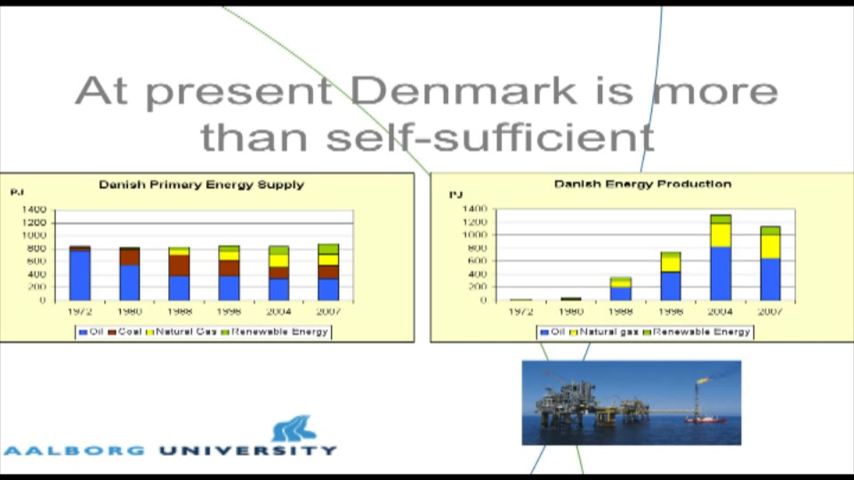 At present Denmark is more
than self-sufficient
Danish Primary Energy Supply
PJ
1400
1200
1000
800
600
400
200
0
1972 1980 1988 1998 2004 2007
Oil Coal Natural Gas Renewable Energy
Danish Energy Production
PJ
1400
1200
1000
800
600
400
200
0
1972 1980 1988 1998 2004 2007
Oil Natural gas Renewable Energy
AALBORG UNIVERSITY